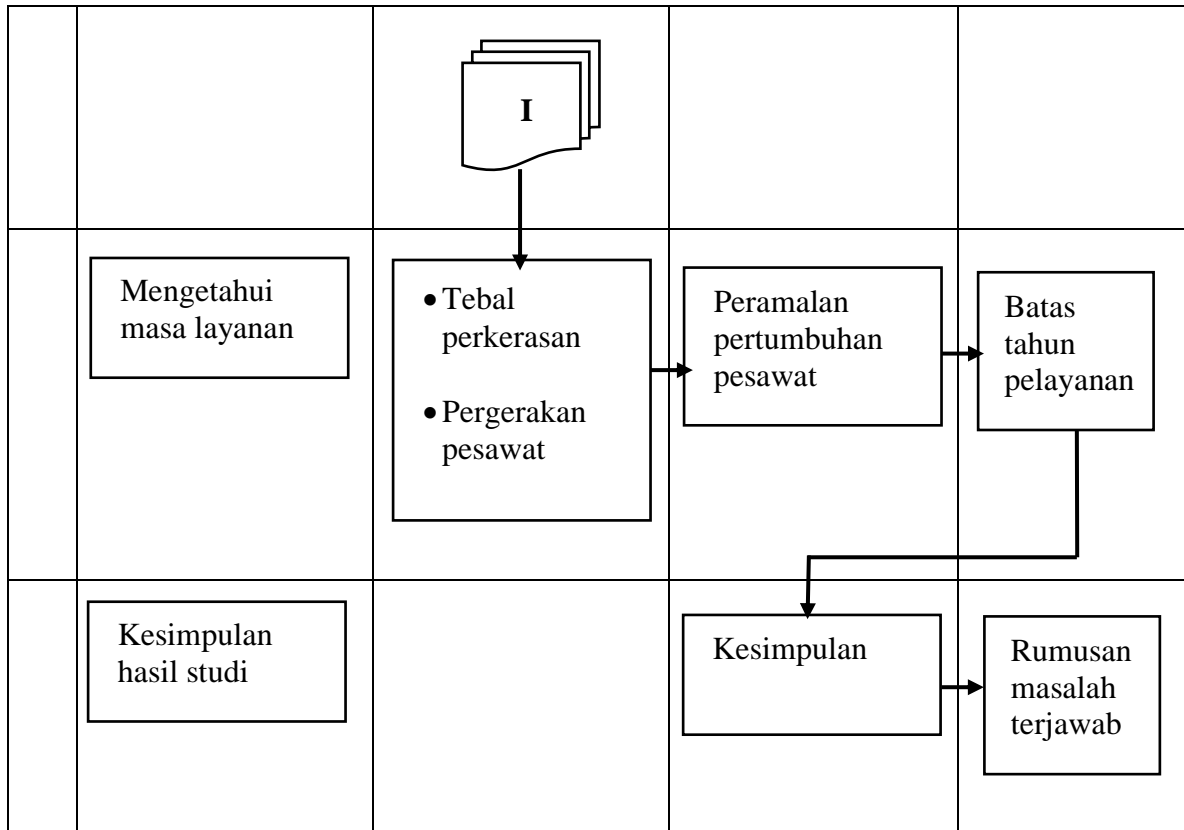 I
Mengetahui
masa layanan
• Tebal
perkerasan
• Pergerakan
pesawat
Peramalan
pertumbuhan
pesawat
Batas
tahun
pelayanan
Kesimpulan
hasil studi
Kesimpulan
Rumusan
masalah
terjawab